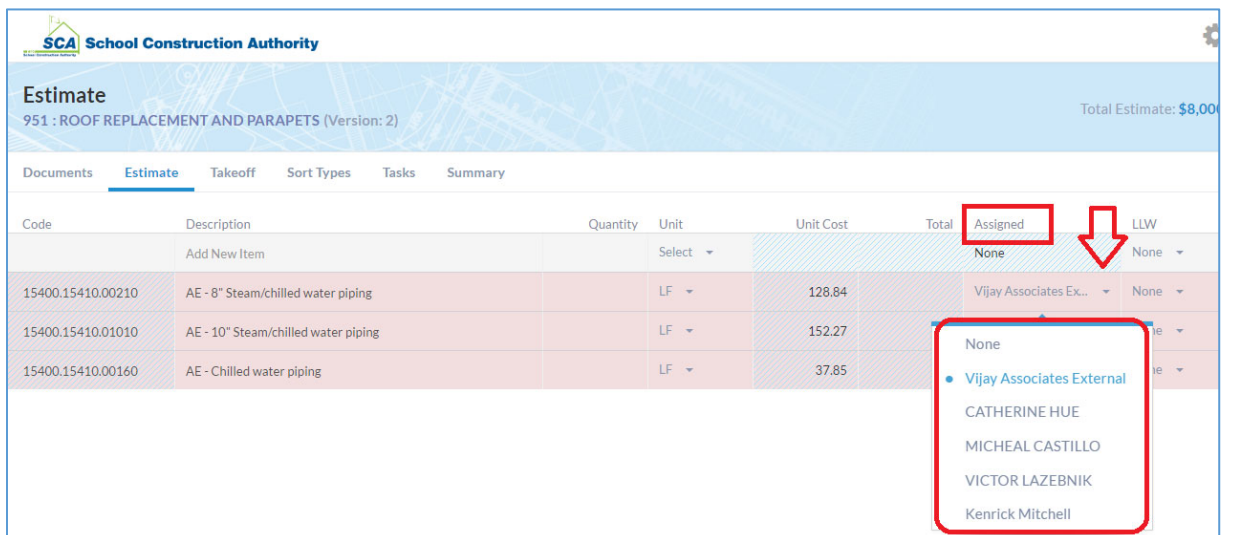 SCA School Construction Authority
Estimate
951 : ROOF REPLACEMENT AND PARAPETS (Version: 2)
Total Estimate: $8,000
Documents Estimate Takeoff Sort Types Tasks Summary
Code Description Quantity Unit Unit Cost Total Assigned LLW
Add New Item Select None None
15400.15410.00210 AE - 8" Steam/chilled water piping LF 128.84 Vijay Associates Ex... None
15400.15410.01010 AE - 10" Steam/chilled water piping LF 152.27
15400.15410.00160 AE - Chilled water piping LF 37.85
None
Vijay Associates External
CATHERINE HUE
MICHEAL CASTILLO
VICTOR LAZEBNIK
Kenrick Mitchell